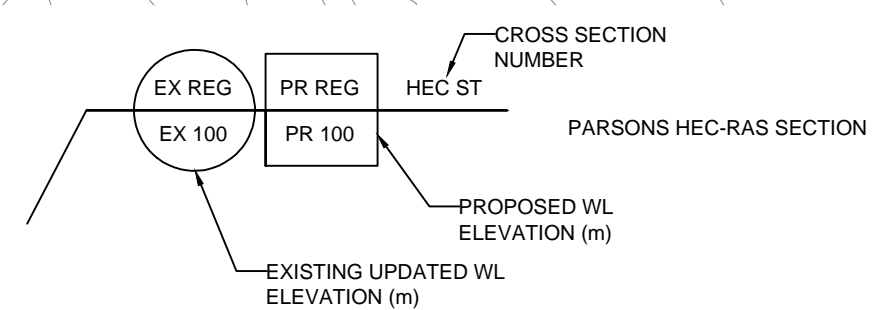 CROSS SECTION
NUMBER
EX REG
PR REG
HEC ST
EX 100
PR 100
PARSONS HEC-RAS SECTION
PROPOSED WL
ELEVATION (m)
EXISTING UPDATED WL
ELEVATION (m)